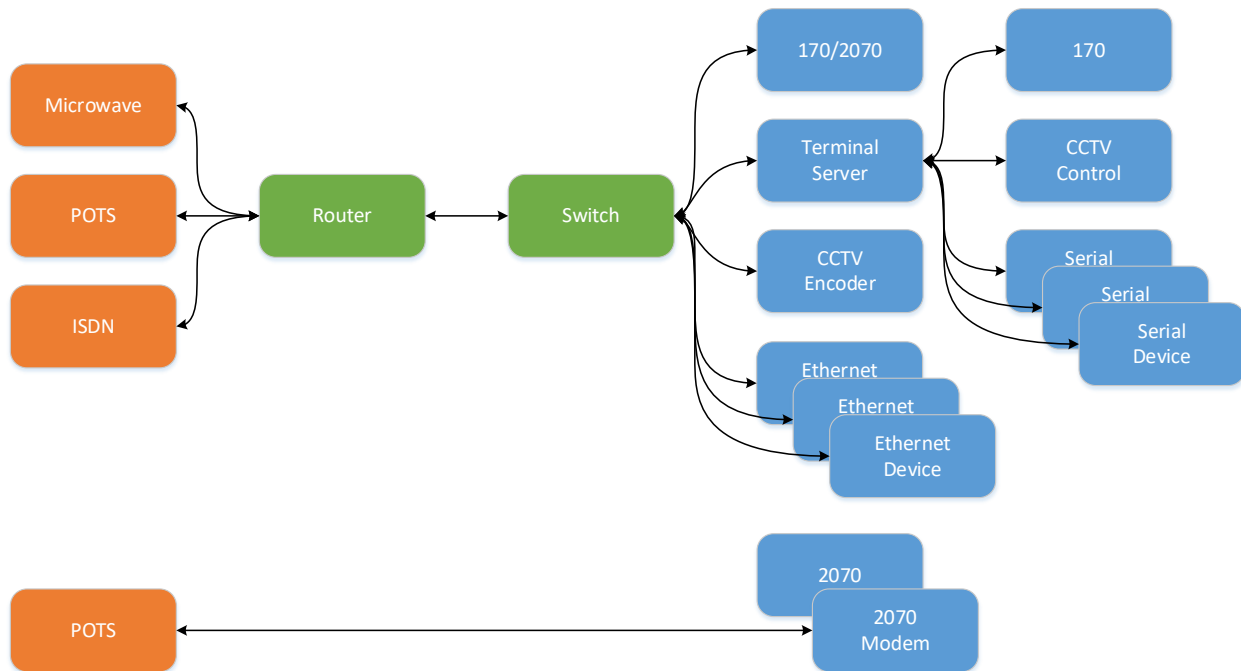 Microwave
POTS
ISDN
Router
Switch
170/2070
Terminal
Server
CCTV
Encoder
Ethernet
Ethernet
Ethernet
Device
170
CCTV
Control
Serial
Serial
Serial
Device
POTS
2070
2070
Modem